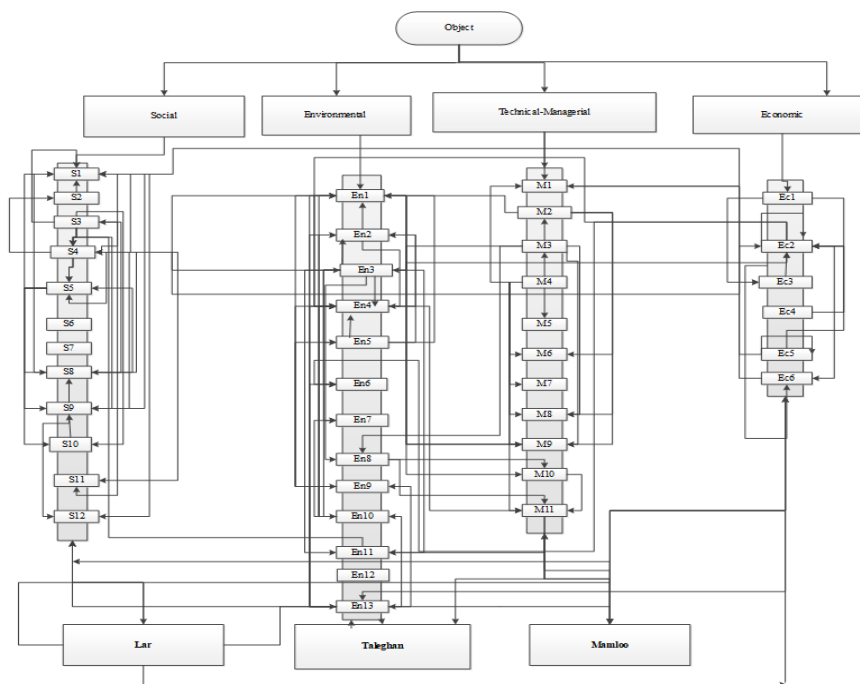 Object
Social
Environmental
Technical-Managerial
Economic
S1
S2
S3
S4
S5
S6
S7
S8
S9
S10
S11
S12
En1
En2
En3
En4
En5
En6
En7
En8
En9
En10
En11
En12
En13
M1
M2
M3
M4
M5
M6
M7
M8
M9
M10
M11
Ec1
Ec2
Ec3
Ec4
Ec5
Ec6
Lar
Taleghan
Mamloo